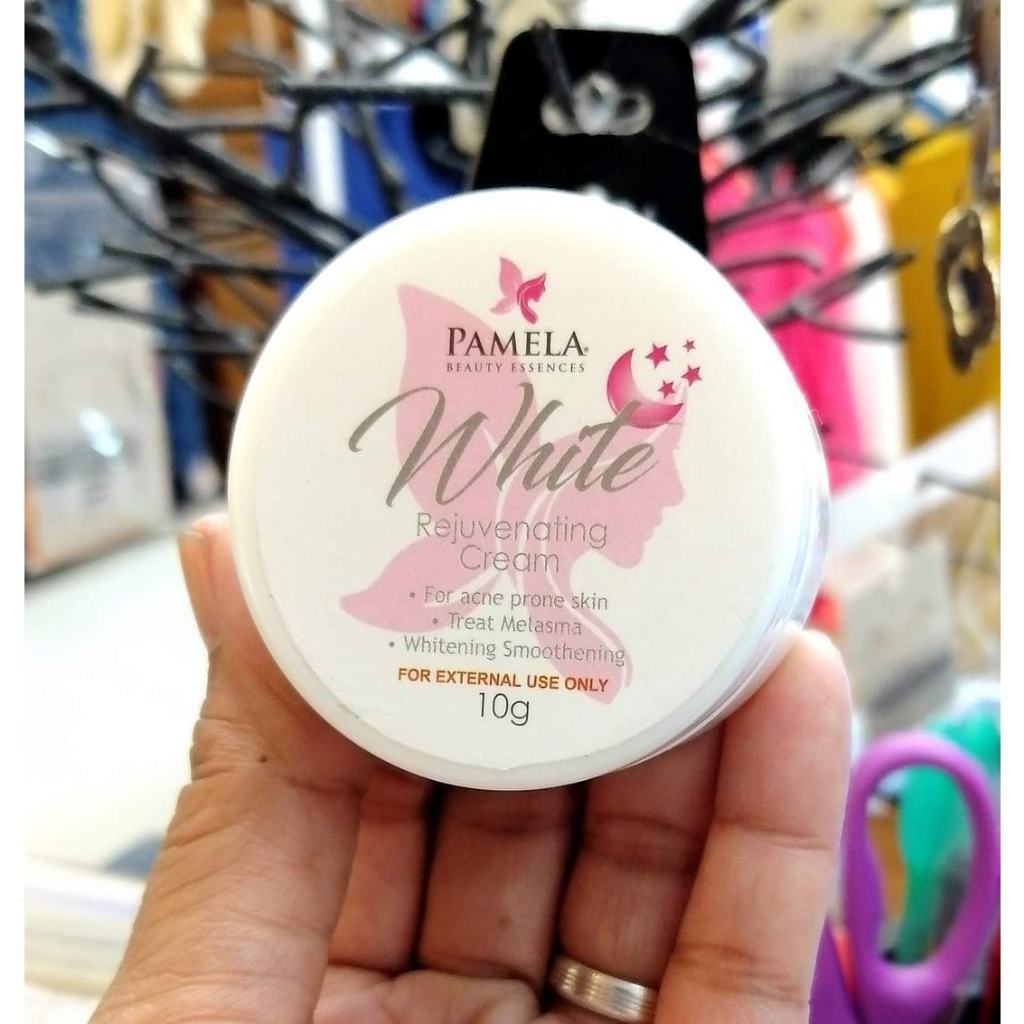 PAMELA
BEAUTY ESSENCES
White
Rejuvenating
Cream
• For acne prone skin
• Treat Melasma
• Whitening Smoothening
FOR EXTERNAL USE ONLY
10g